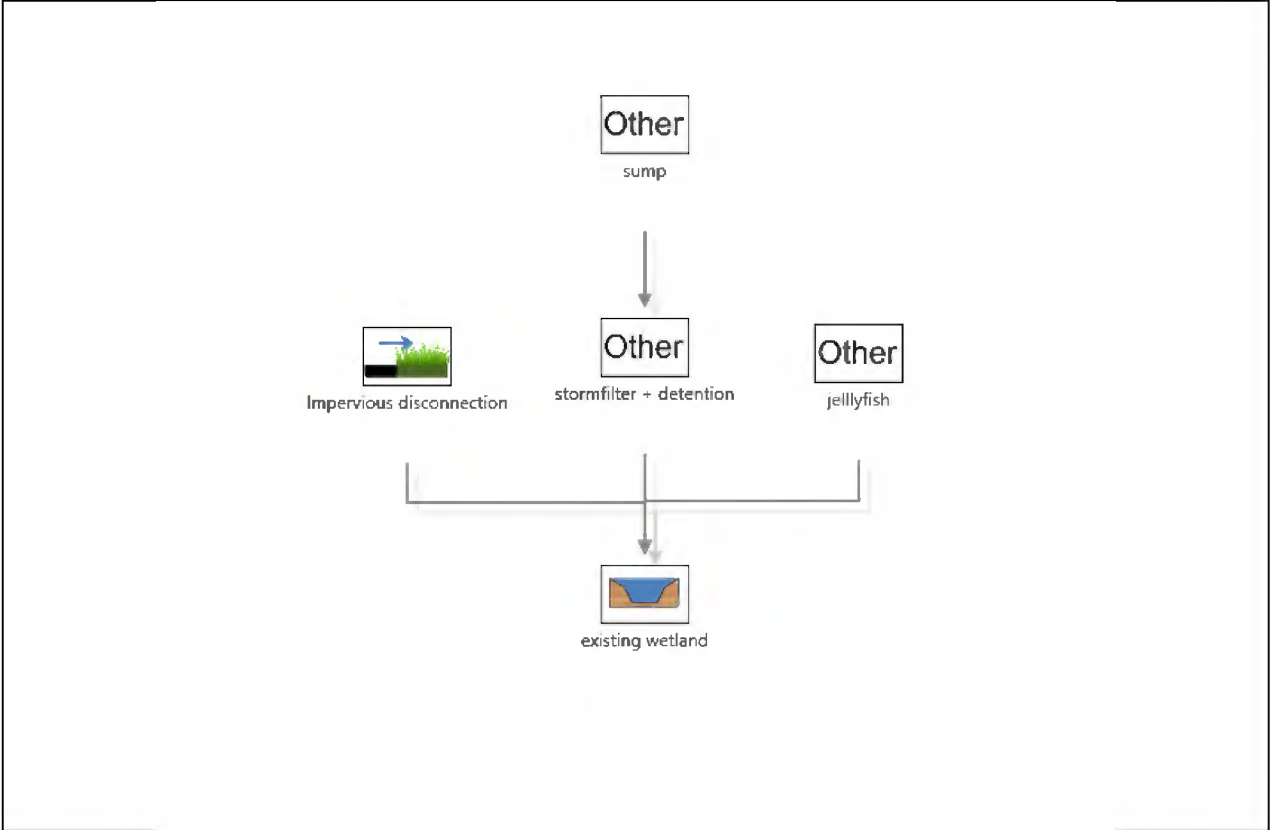 Other
sump
Impervious disconnection
Other
stormfilter + detention
Other
jelllyfish
existing wetland